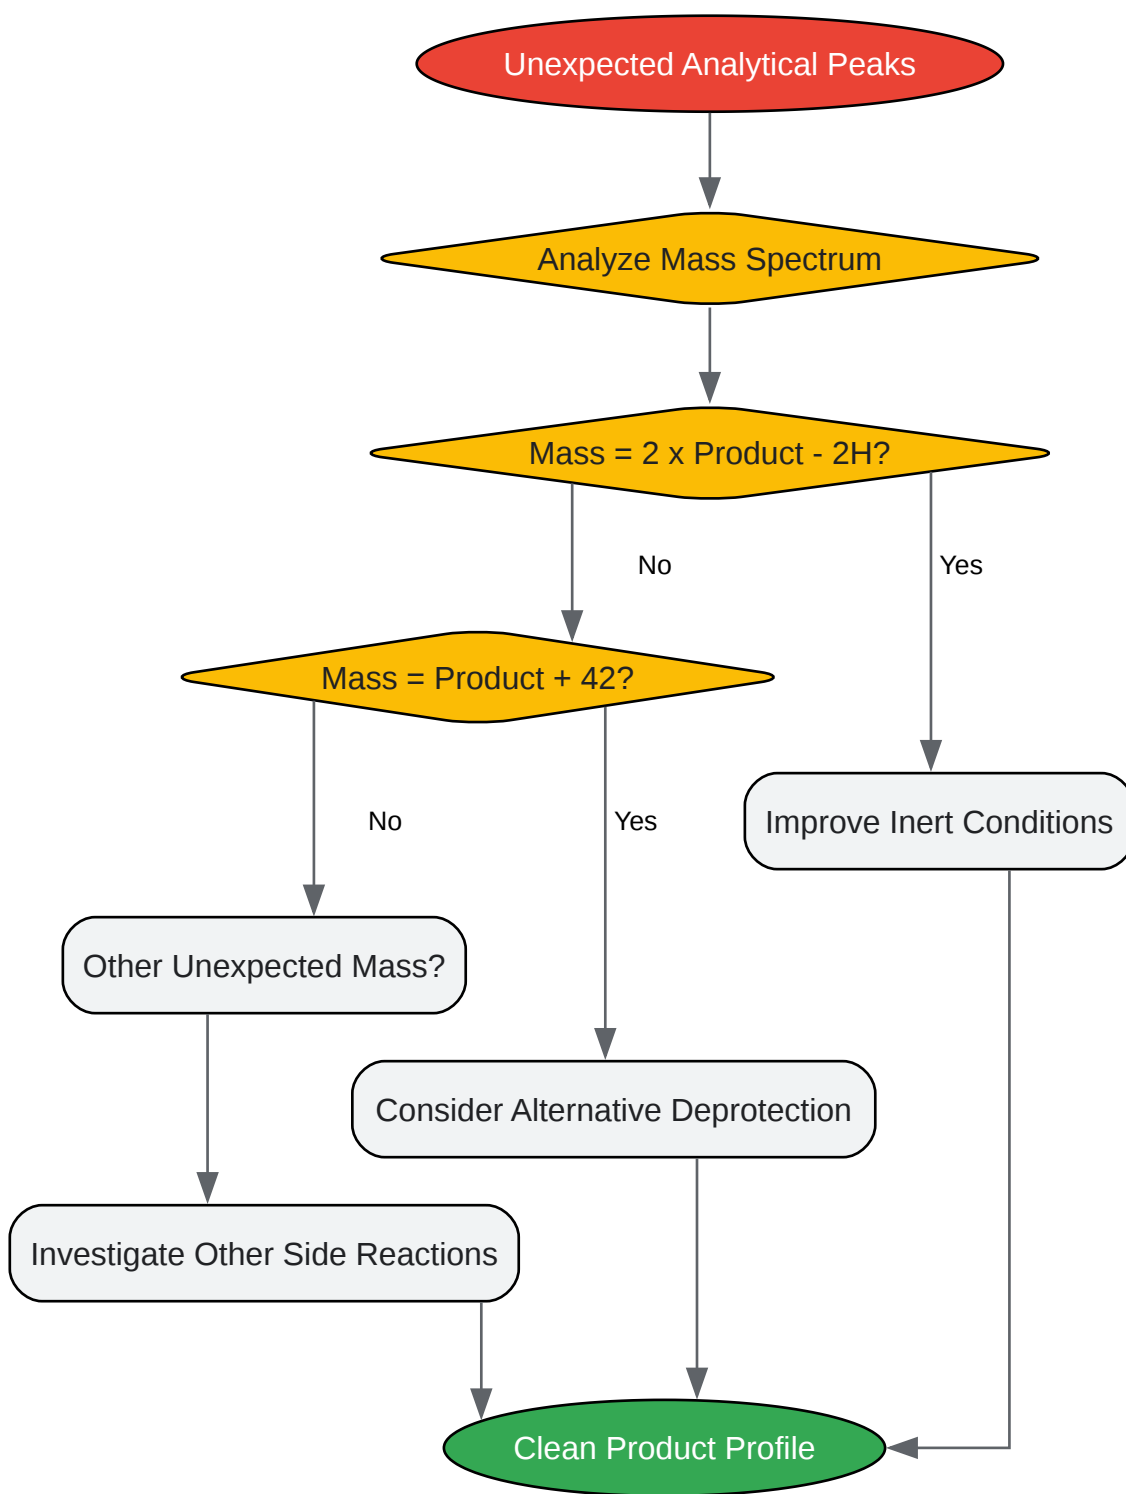 Unexpected Analytical Peaks
Analyze Mass Spectrum
Mass = 2 x Product - 2H?
No
Yes
Mass = Product + 42?
No
Yes
Improve Inert Conditions
Other Unexpected Mass?
Consider Alternative Deprotection
Investigate Other Side Reactions
Clean Product Profile